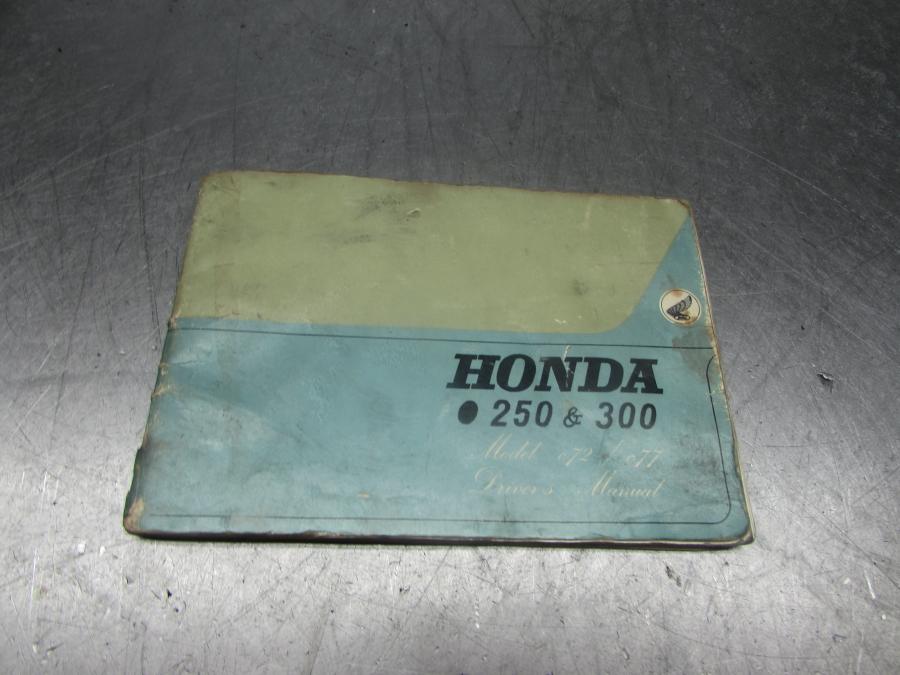 HONDA
● 250 & 300
Model c72 / c77
Driver's Manual